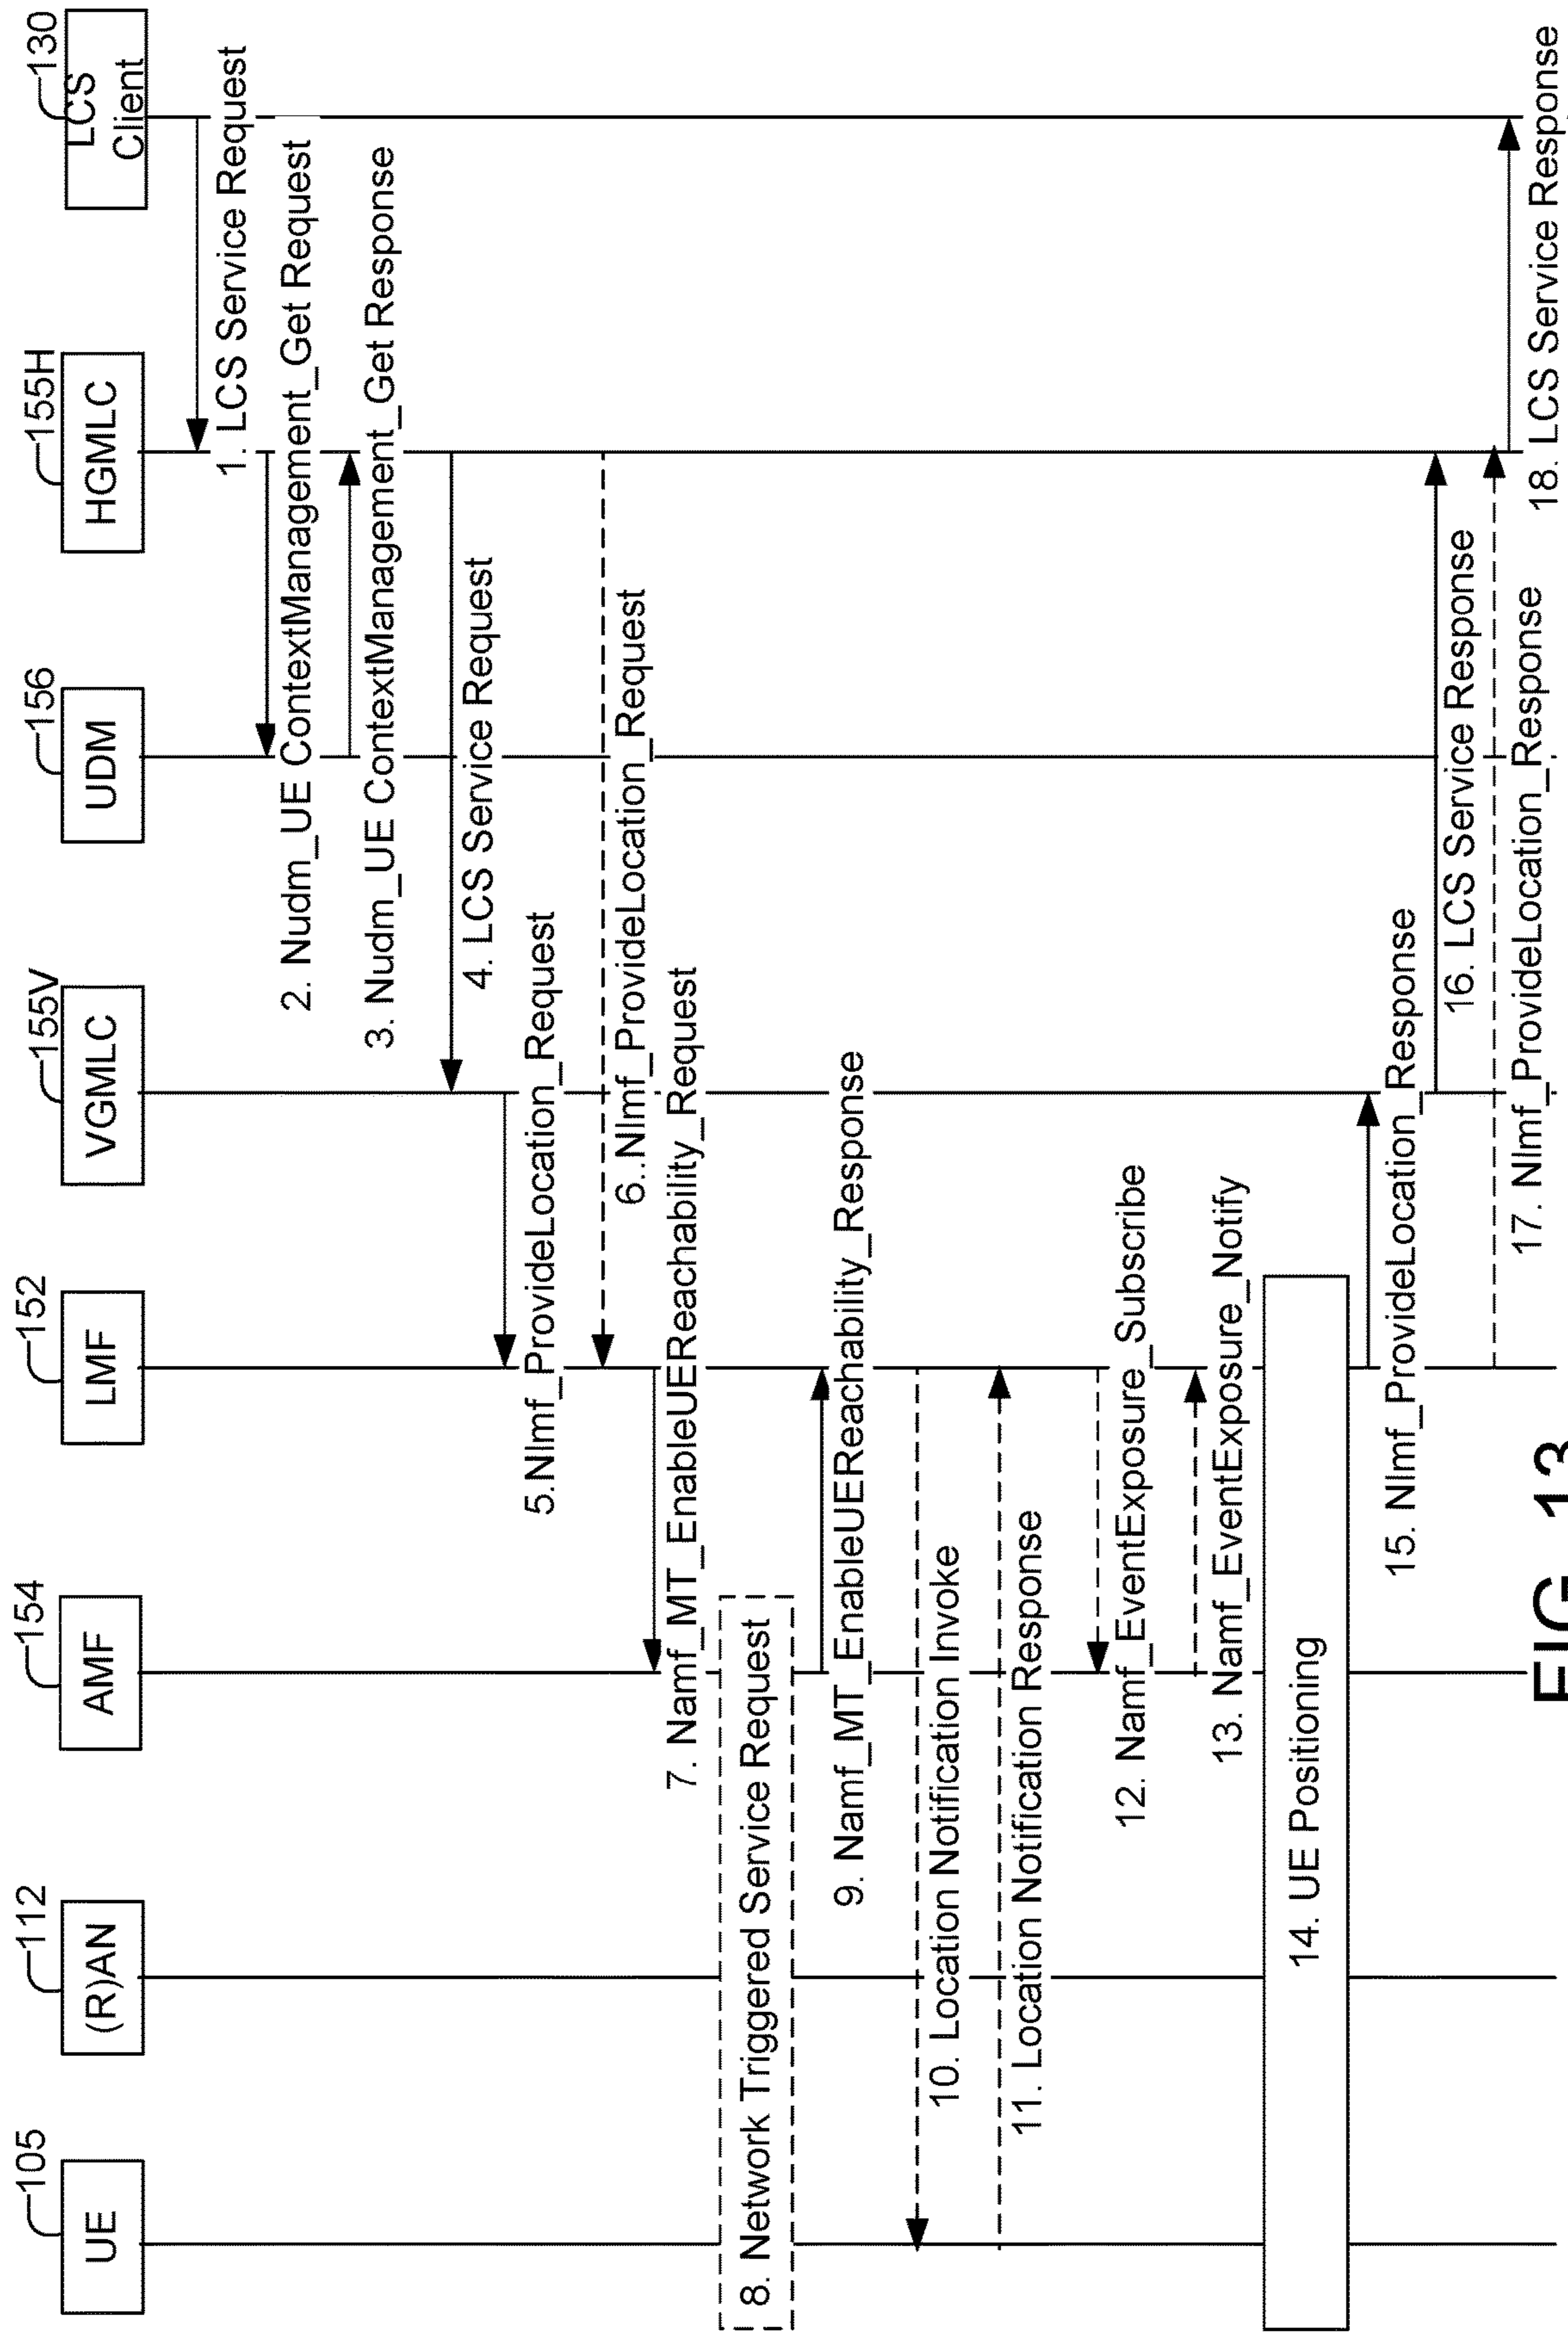 105
112
154
152
155V
156
155H
130
UE
(R)AN
AMF
LMF
VGMLC
UDM
HGMLC
LCS
Client
1. LCS Service Request
2. Nudm_UE ContextManagement_Get Request
3. Nudm_UE ContextManagement_Get Response
4. LCS Service Request
5.Nlmf_ProvideLocation_Request
6..Nlmf_ProvideLocation_Request
7. Namf_MT_EnableUEReachability_Request
8. Network Triggered Service Request
9. Namf_MT_EnableUEReachability_Response
10. Location Notification Invoke
11. Location Notification Response
12. Namf_EventExposure_Subscribe
13. Namf_EventExposure_Notify
14. UE Positioning
15. Nlmf_ProvideLocation_Response
16. LCS Service Response
17. Nlmf_ProvideLocation_Response
18. LCS Service Response
FIG. 13